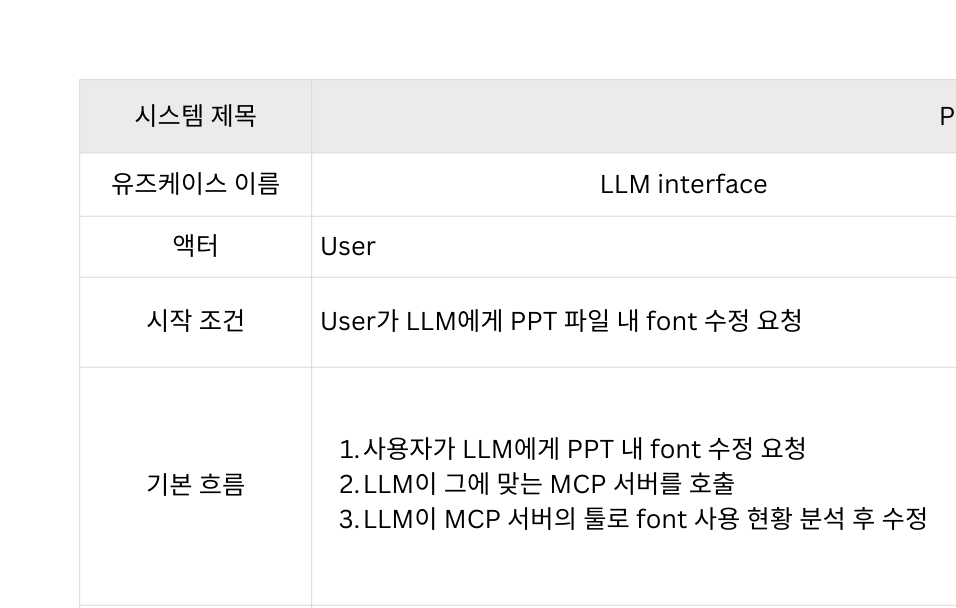 시스템 제목
P
유즈케이스 이름
LLM interface
액터
User
시작 조건
User가 LLM에게 PPT 파일 내 font 수정 요청
기본 흐름
1.사용자가 LLM에게 PPT 내 font 수정 요청
2.LLM이 그에 맞는 MCP 서버를 호출
3.LLM이 MCP 서버의 툴로 font 사용 현황 분석 후 수정